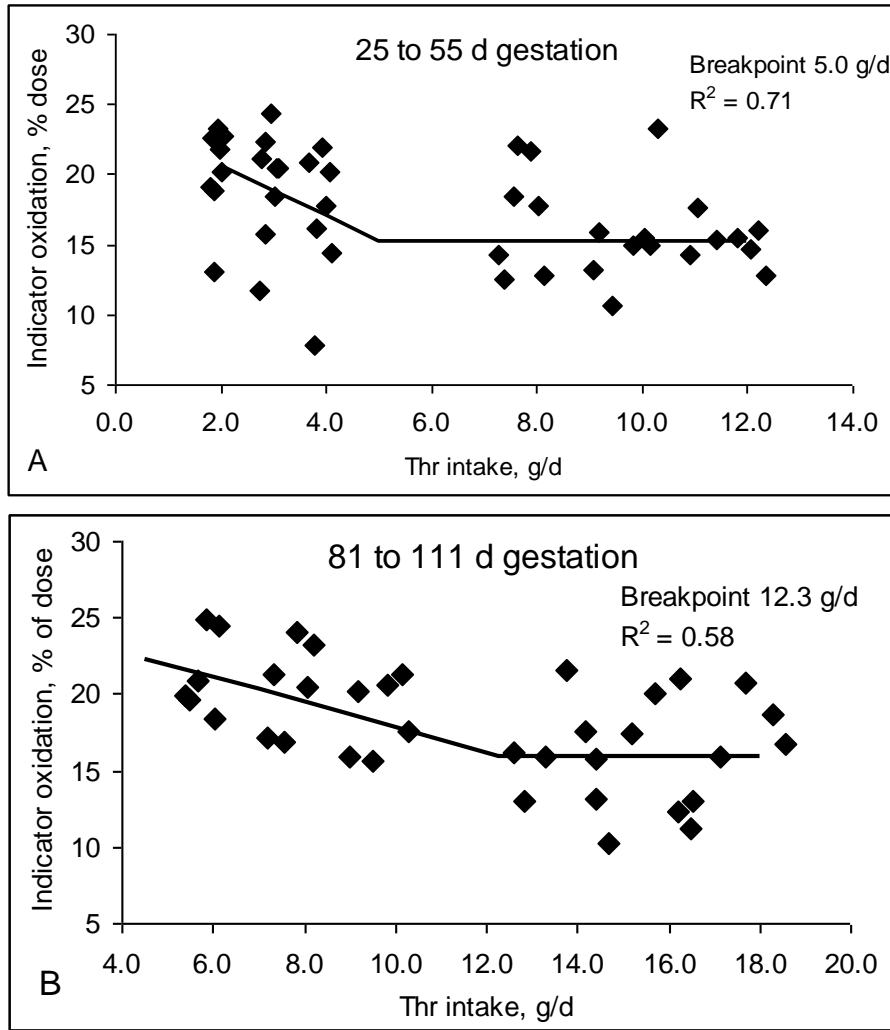 25 to 55 d gestation
Breakpoint 5.0 g/d
R² = 0.71
Indicator oxidation, % dose
30
25
20
15
10
5
0.0 2.0 4.0 6.0 8.0 10.0 12.0 14.0
Thr intake, g/d
A
81 to 111 d gestation
Breakpoint 12.3 g/d
R² = 0.58
Indicator oxidation, % of dose
30
25
20
15
10
5
4.0 6.0 8.0 10.0 12.0 14.0 16.0 18.0 20.0
Thr intake, g/d
B